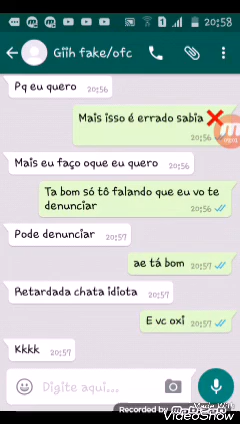 20:58
Giih fake/ofc
Pq eu quero 20:56
Mais isso é errado sabia ❌
20:56
Mais eu faço oque eu quero 20:56
Ta bom só tô falando que eu vo te
denunciar 20:56
Pode denunciar 20:57
ae tá bom 20:57
Retardada chata idiota 20:57
E vc oxi 20:57
Kkkk 20:57
Digite aqui...
VideoShow
Recorded by